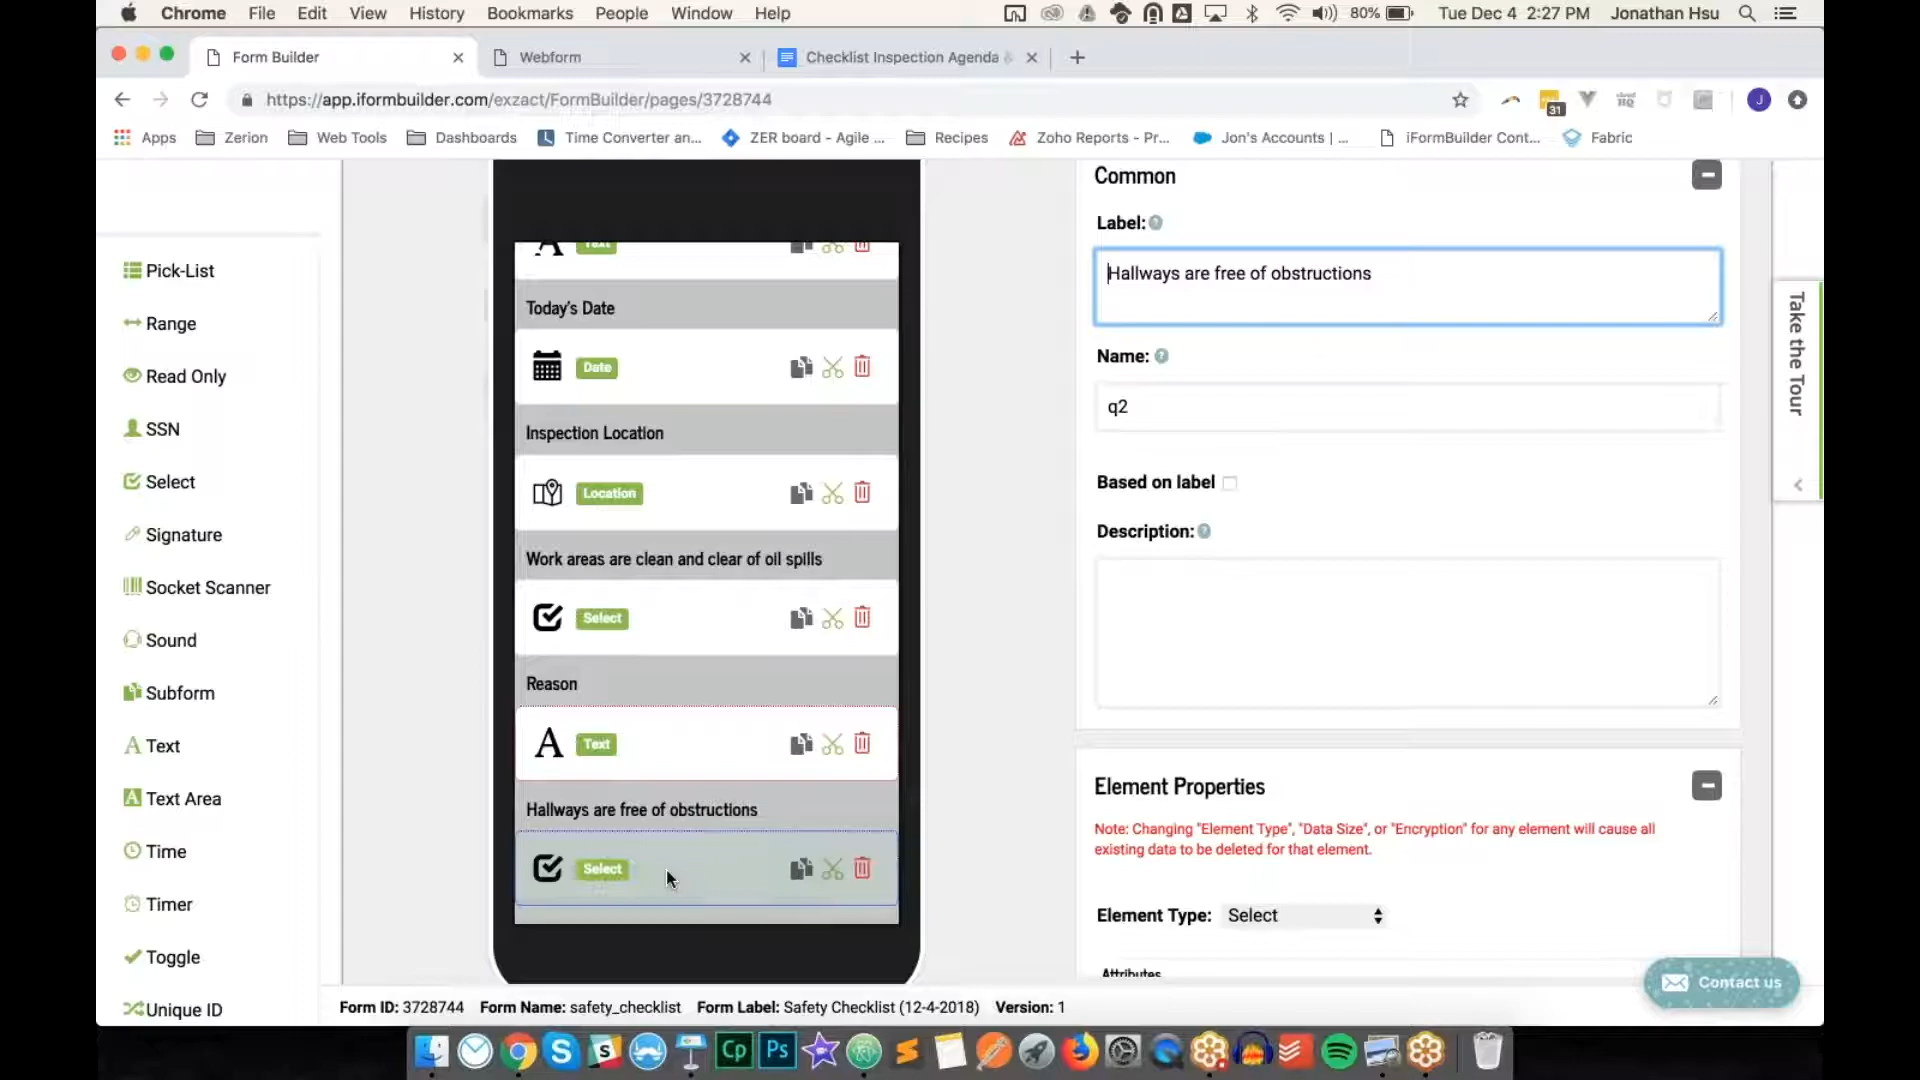 Chrome File Edit View History Bookmarks People Window Help 80% Tue Dec 4 2:27 PM Jonathan Hsu
Form Builder Webform Checklist Inspection Agenda
https://app.iformbuilder.com/exzact/FormBuilder/pages/3728744 31 J
Apps Zerion Web Tools Dashboards Time Converter an... ZER board - Agile ... Recipes Zoho Reports - Pr... Jon's Accounts | ... iFormBuilder Cont... Fabric
Pick-List
Range
Read Only
SSN
Select
Signature
Socket Scanner
Sound
Subform
Text
Text Area
Time
Timer
Toggle
Unique ID
Text
Today's Date
Date
Inspection Location
Location
Work areas are clean and clear of oil spills
Select
Reason
A Text
Hallways are free of obstructions
Select
Common
Label:
Hallways are free of obstructions
Name:
q2
Based on label
Description:
Element Properties
Note: Changing "Element Type", "Data Size", or "Encryption" for any element will cause all
existing data to be deleted for that element.
Element Type: Select
Attributes
Take the Tour
Contact us
Form ID: 3728744 Form Name: safety_checklist Form Label: Safety Checklist (12-4-2018) Version: 1
Cp Ps